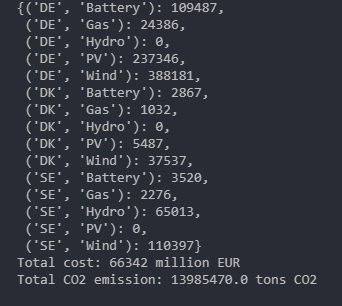 {('DE', 'Battery'): 109487,
('DE', 'Gas'): 24386,
('DE', 'Hydro'): 0,
('DE', 'PV'): 237346,
('DE', 'Wind'): 388181,
('DK', 'Battery'): 2867,
('DK', 'Gas'): 1032,
('DK', 'Hydro'): 0,
('DK', 'PV'): 5487,
('DK', 'Wind'): 37537,
('SE', 'Battery'): 3520,
('SE', 'Gas'): 2276,
('SE', 'Hydro'): 65013,
('SE', 'PV'): 0,
('SE', 'Wind'): 110397}
Total cost: 66342 million EUR
Total CO2 emission: 13985470.0 tons CO2